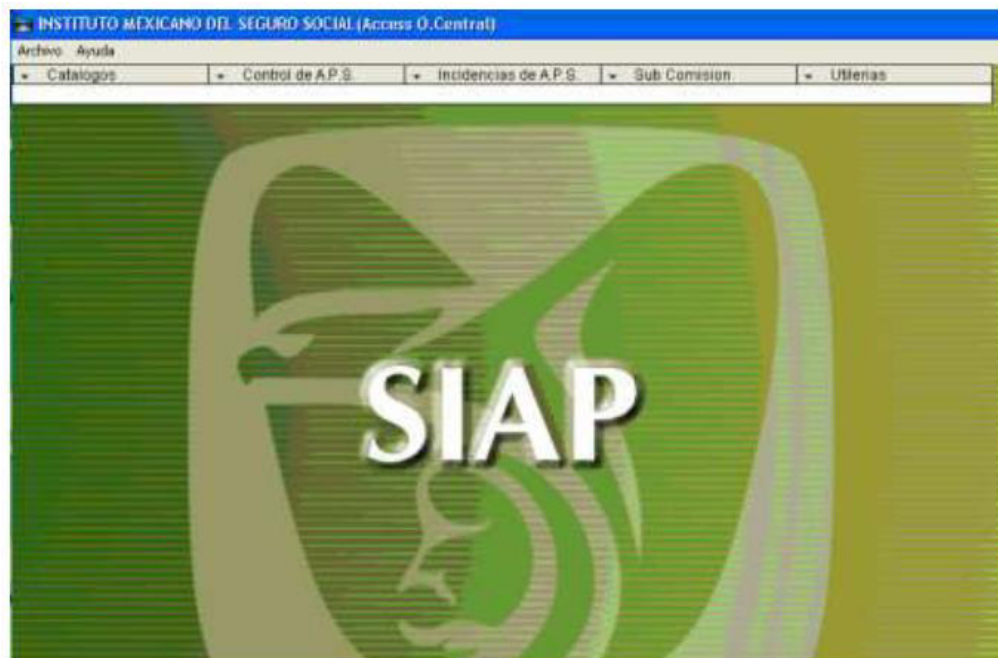 INSTITUTO MEXICANO DEL SEGURO SOCIAL (Access O.Central)
Archivo Ayuda
Catalogos Control de A.P.S. Incidencias de A.P.S. Sub Comision Utilerias
SIAP